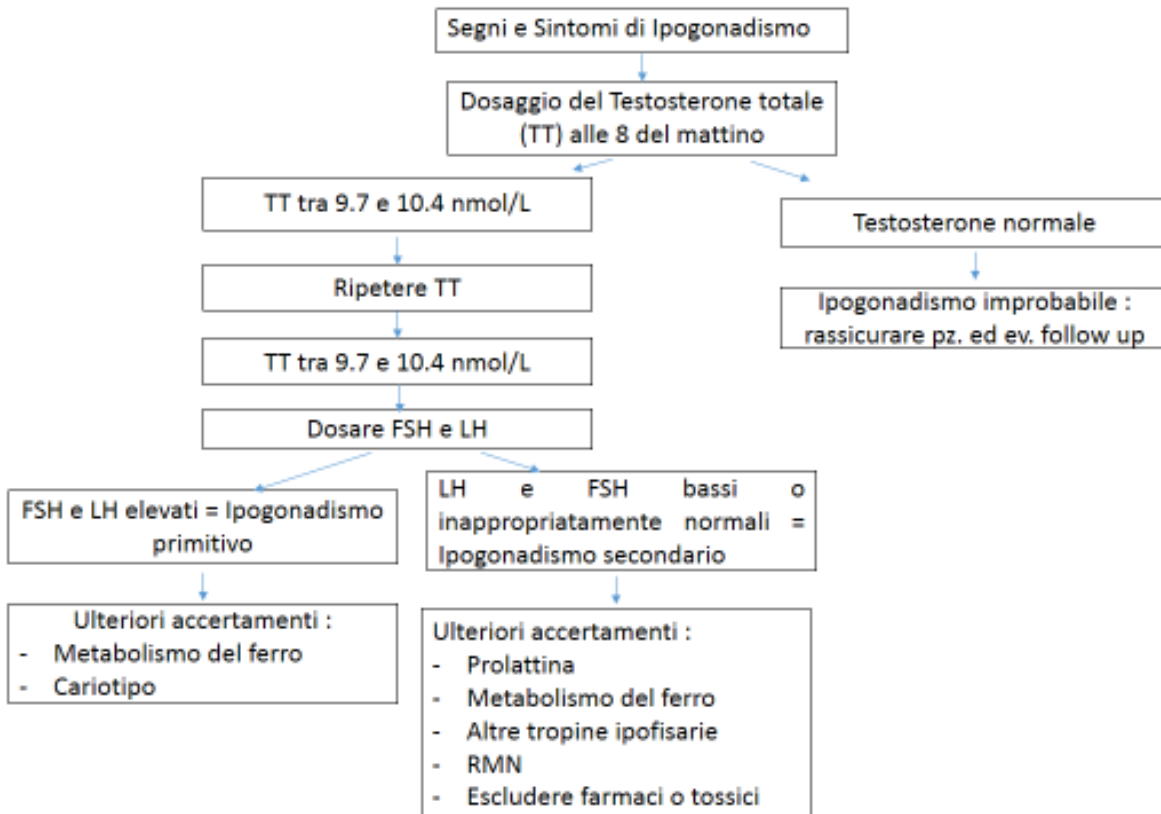 Segni e Sintomi di Ipogonadismo
Dosaggio del Testosterone totale
(TT) alle 8 del mattino
TT tra 9.7 e 10.4 nmol/L
Testosterone normale
Ripetere TT
Ipogonadismo improbabile :
rassicurare pz. ed ev. follow up
TT tra 9.7 e 10.4 nmol/L
Dosare FSH e LH
FSH e LH elevati = Ipogonadismo
primitivo
LH e FSH bassi o
inappropriatamente normali =
Ipogonadismo secondario
Ulteriori accertamenti :
- Metabolismo del ferro
- Cariotipo
Ulteriori accertamenti :
- Prolattina
- Metabolismo del ferro
- Altre tropine ipofisarie
- RMN
- Escludere farmaci o tossici